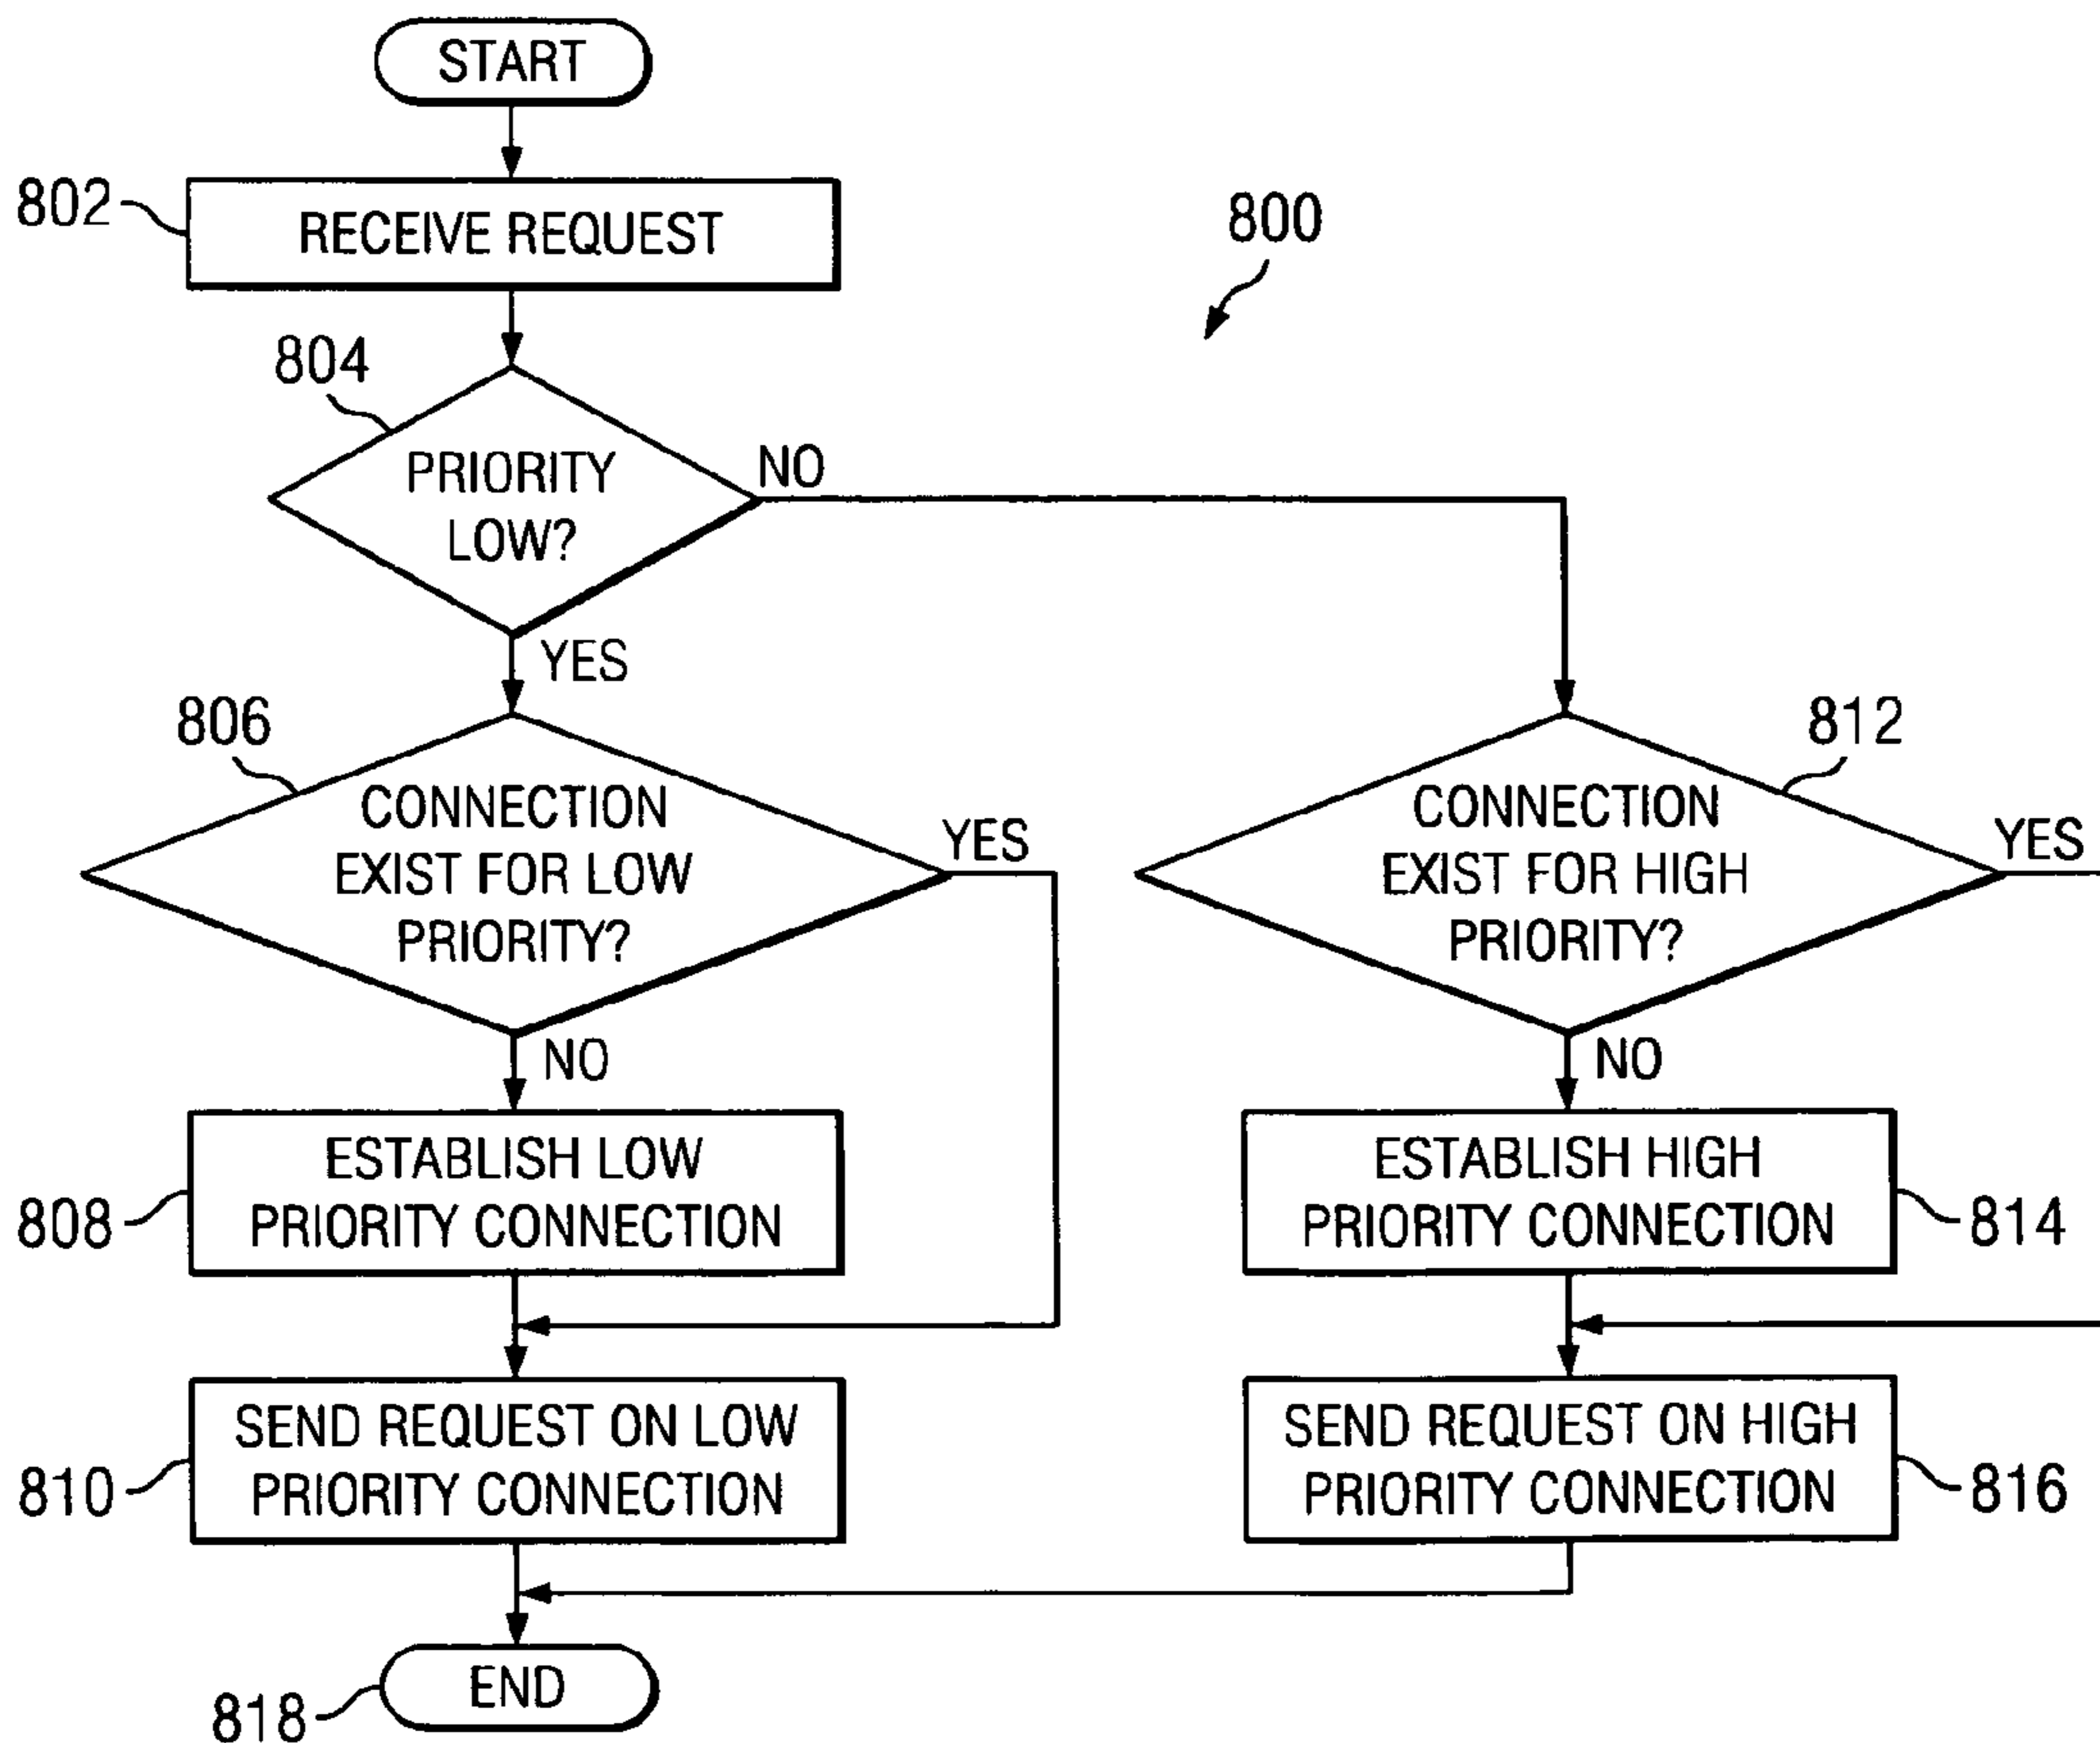 START
802
RECEIVE REQUEST
800
804
PRIORITY
LOW?
NO
YES
806
CONNECTION
EXIST FOR LOW
PRIORITY?
YES
NO
812
CONNECTION
EXIST FOR HIGH
PRIORITY?
YES
NO
808
ESTABLISH LOW
PRIORITY CONNECTION
ESTABLISH HIGH
PRIORITY CONNECTION
814
810
SEND REQUEST ON LOW
PRIORITY CONNECTION
SEND REQUEST ON HIGH
PRIORITY CONNECTION
816
END
818